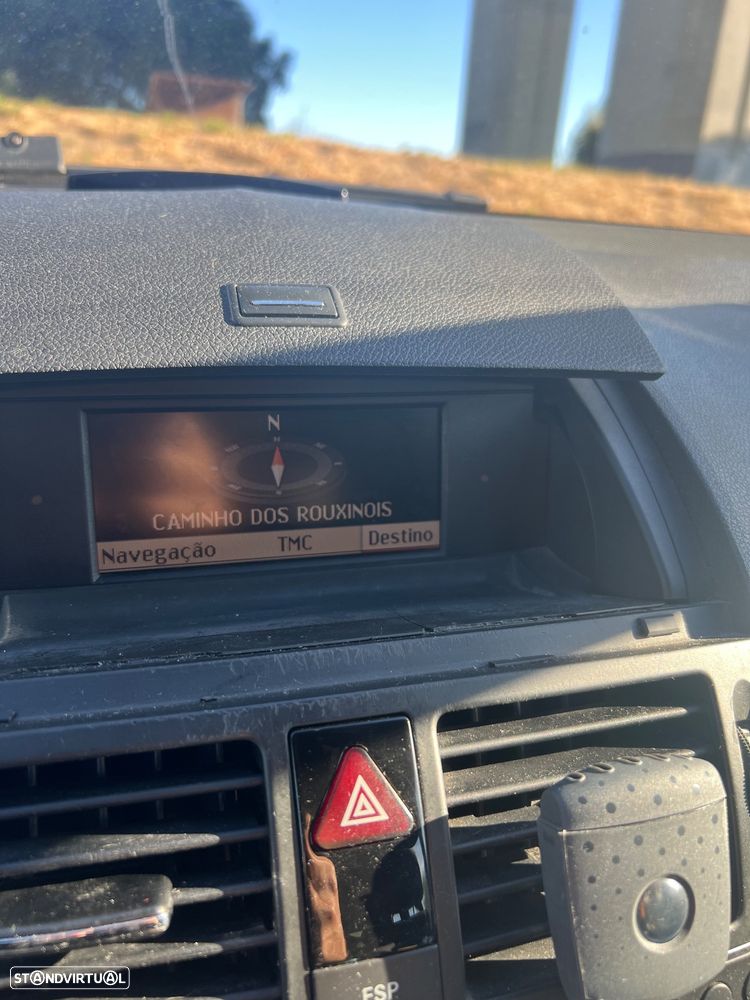 N
CAMINHO DOS ROUXINOIS
Navegação TMC Destino
ESP
STANDVIRTUAL